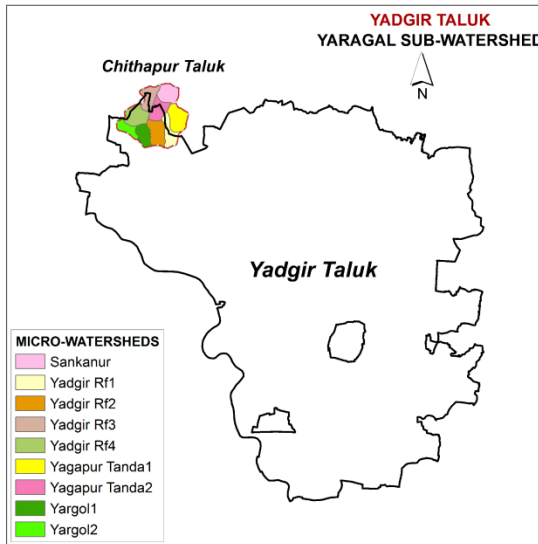 YADGIR TALUK
YARAGAL SUB-WATERSHED
N
Chithapur Taluk
Yadgir Taluk
MICRO-WATERSHEDS
Sankanur
Yadgir Rf1
Yadgir Rf2
Yadgir Rf3
Yadgir Rf4
Yagapur Tanda1
Yagapur Tanda2
Yargol1
Yargol2